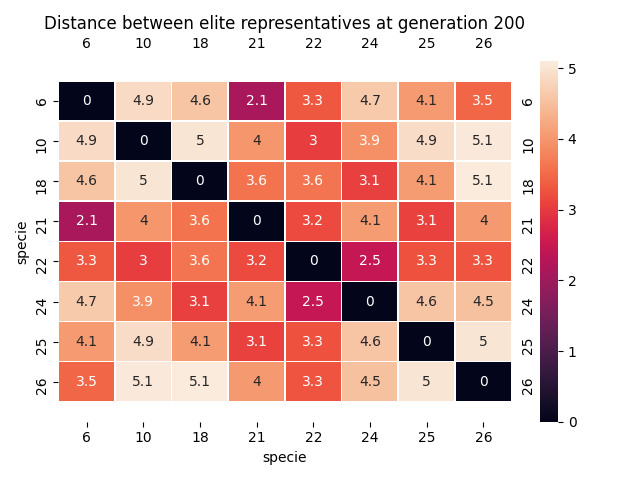 Distance between elite representatives at generation 200
6 10 18 21 22 24 25 26
6 0 4.9 4.6 2.1 3.3 4.7 4.1 3.5 6
10 4.9 0 5 4 3 3.9 4.9 5.1 10
18 4.6 5 0 3.6 3.6 3.1 4.1 5.1 18
21 2.1 4 3.6 0 3.2 4.1 3.1 4 21
22 3.3 3 3.6 3.2 0 2.5 3.3 3.3 22
24 4.7 3.9 3.1 4.1 2.5 0 4.6 4.5 24
25 4.1 4.9 4.1 3.1 3.3 4.6 0 5 25
26 3.5 5.1 5.1 4 3.3 4.5 5 0 26
6 10 18 21 22 24 25 26
specie
specie
5
4
3
2
1
0